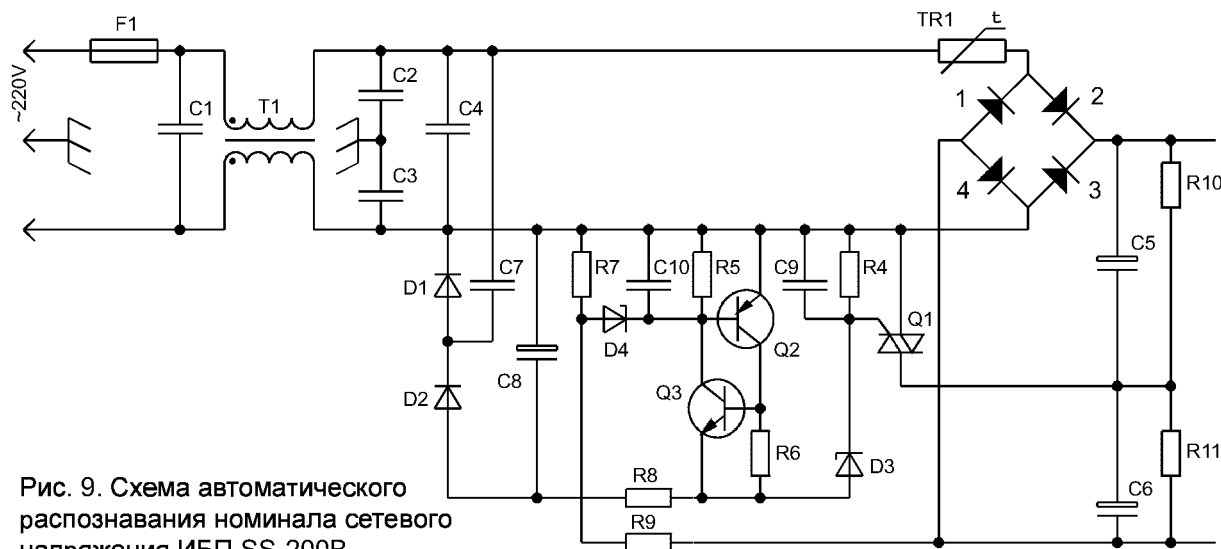 F1
~220V
C1
T1
C2
C3
C4
TR1
t
1
2
3
4
R10
C5
R11
C6
D1
D2
C7
C8
R7
C10
R5
C9
R4
D4
Q2
Q1
Q3
R6
D3
R8
R9
Рис. 9. Схема автоматического
распознавания номинала сетевого